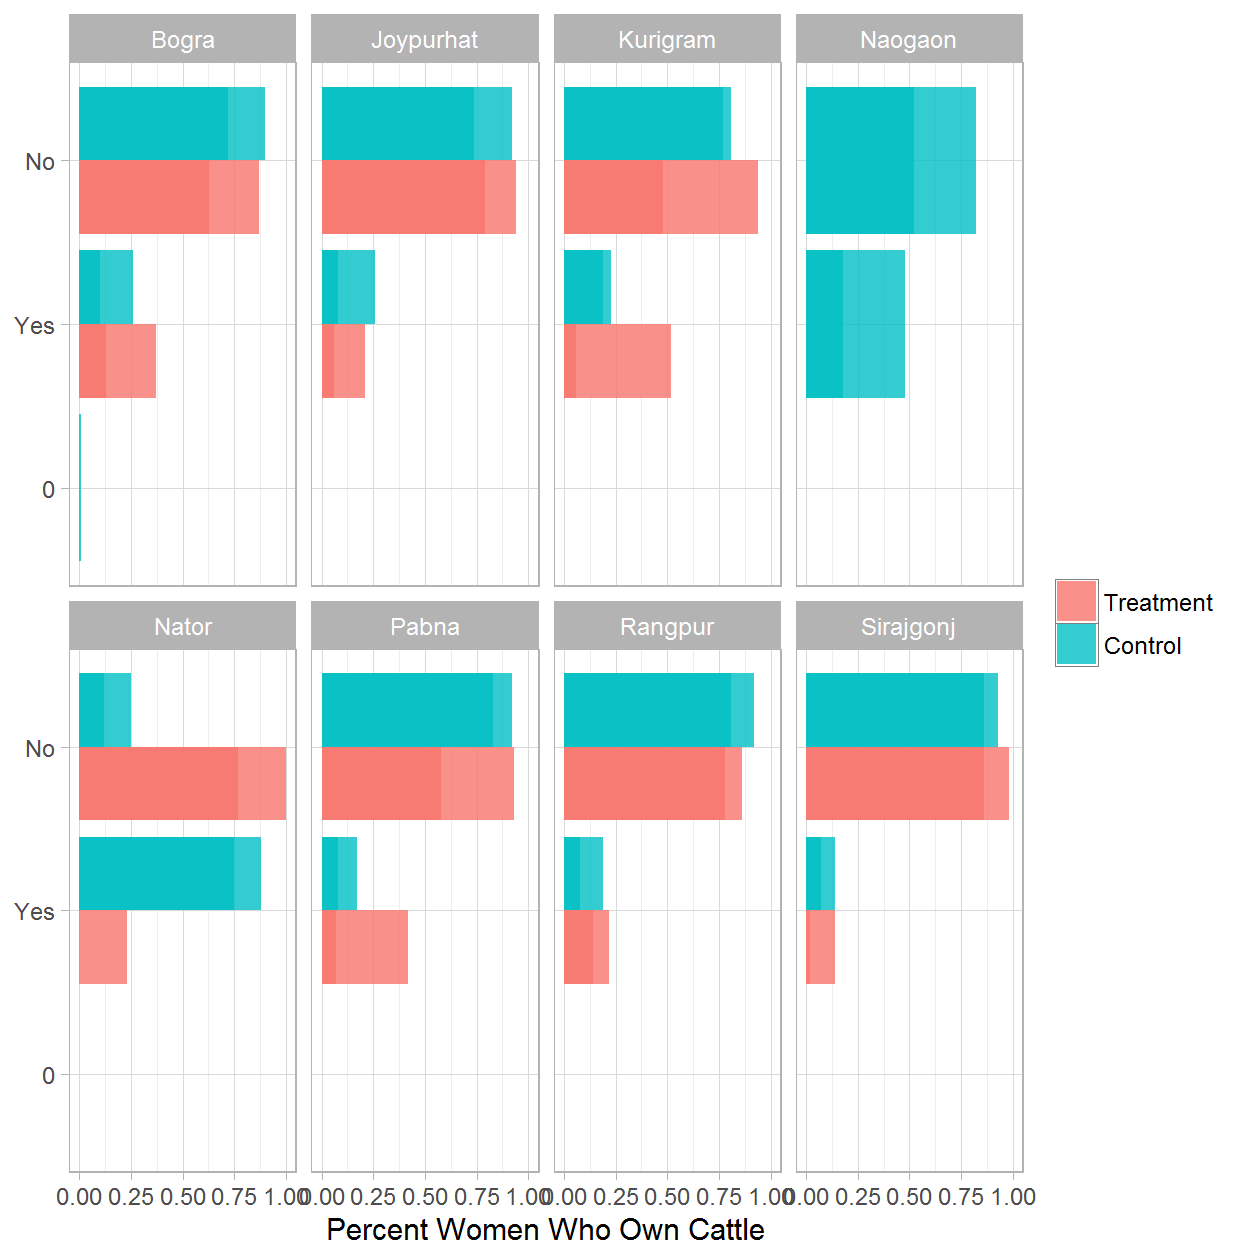 Bogra Joypurhat Kurigram Naogaon
No
Yes
0
Treatment
Control
Nator Pabna Rangpur Sirajgonj
No
Yes
0
0.00 0.25 0.50 0.75 1.00 0.00 0.25 0.50 0.75 1.00 0.00 0.25 0.50 0.75 1.00 0.00 0.25 0.50 0.75 1.00
Percent Women Who Own Cattle